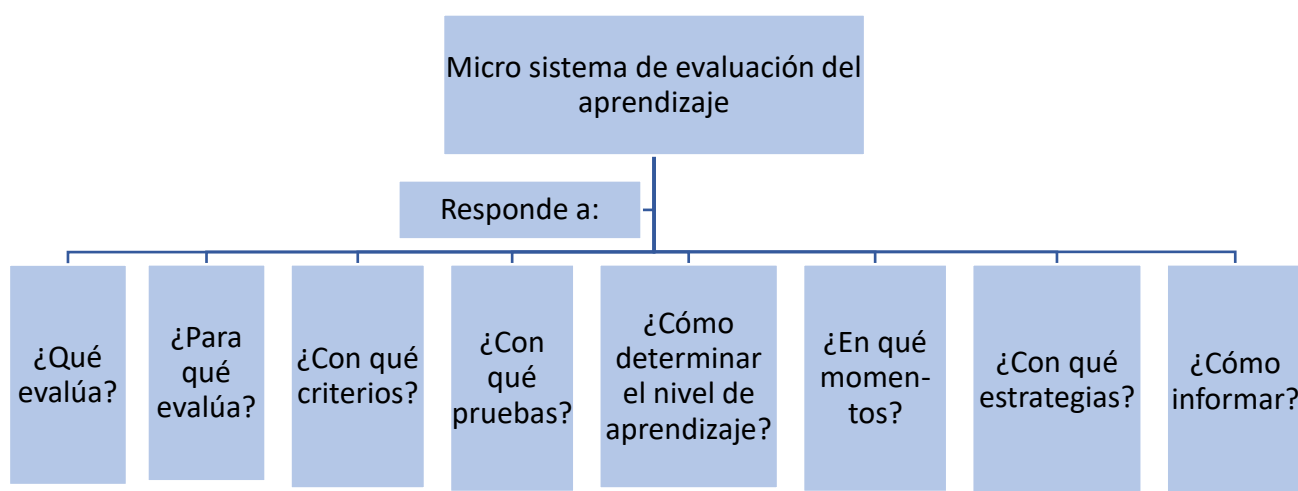 Micro sistema de evaluación del
aprendizaje
Responde a:
¿Qué
evalúa?
¿Para
qué
evalúa?
¿Con qué
criterios?
¿Con
qué
pruebas?
¿Cómo
determinar
el nivel de
aprendizaje?
¿En qué
momen-
tos?
¿Con qué
estrategias?
¿Cómo
informar?